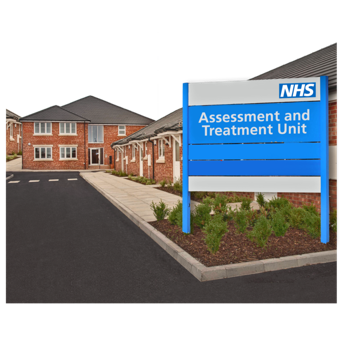 NHS
Assessment and
Treatment Unit